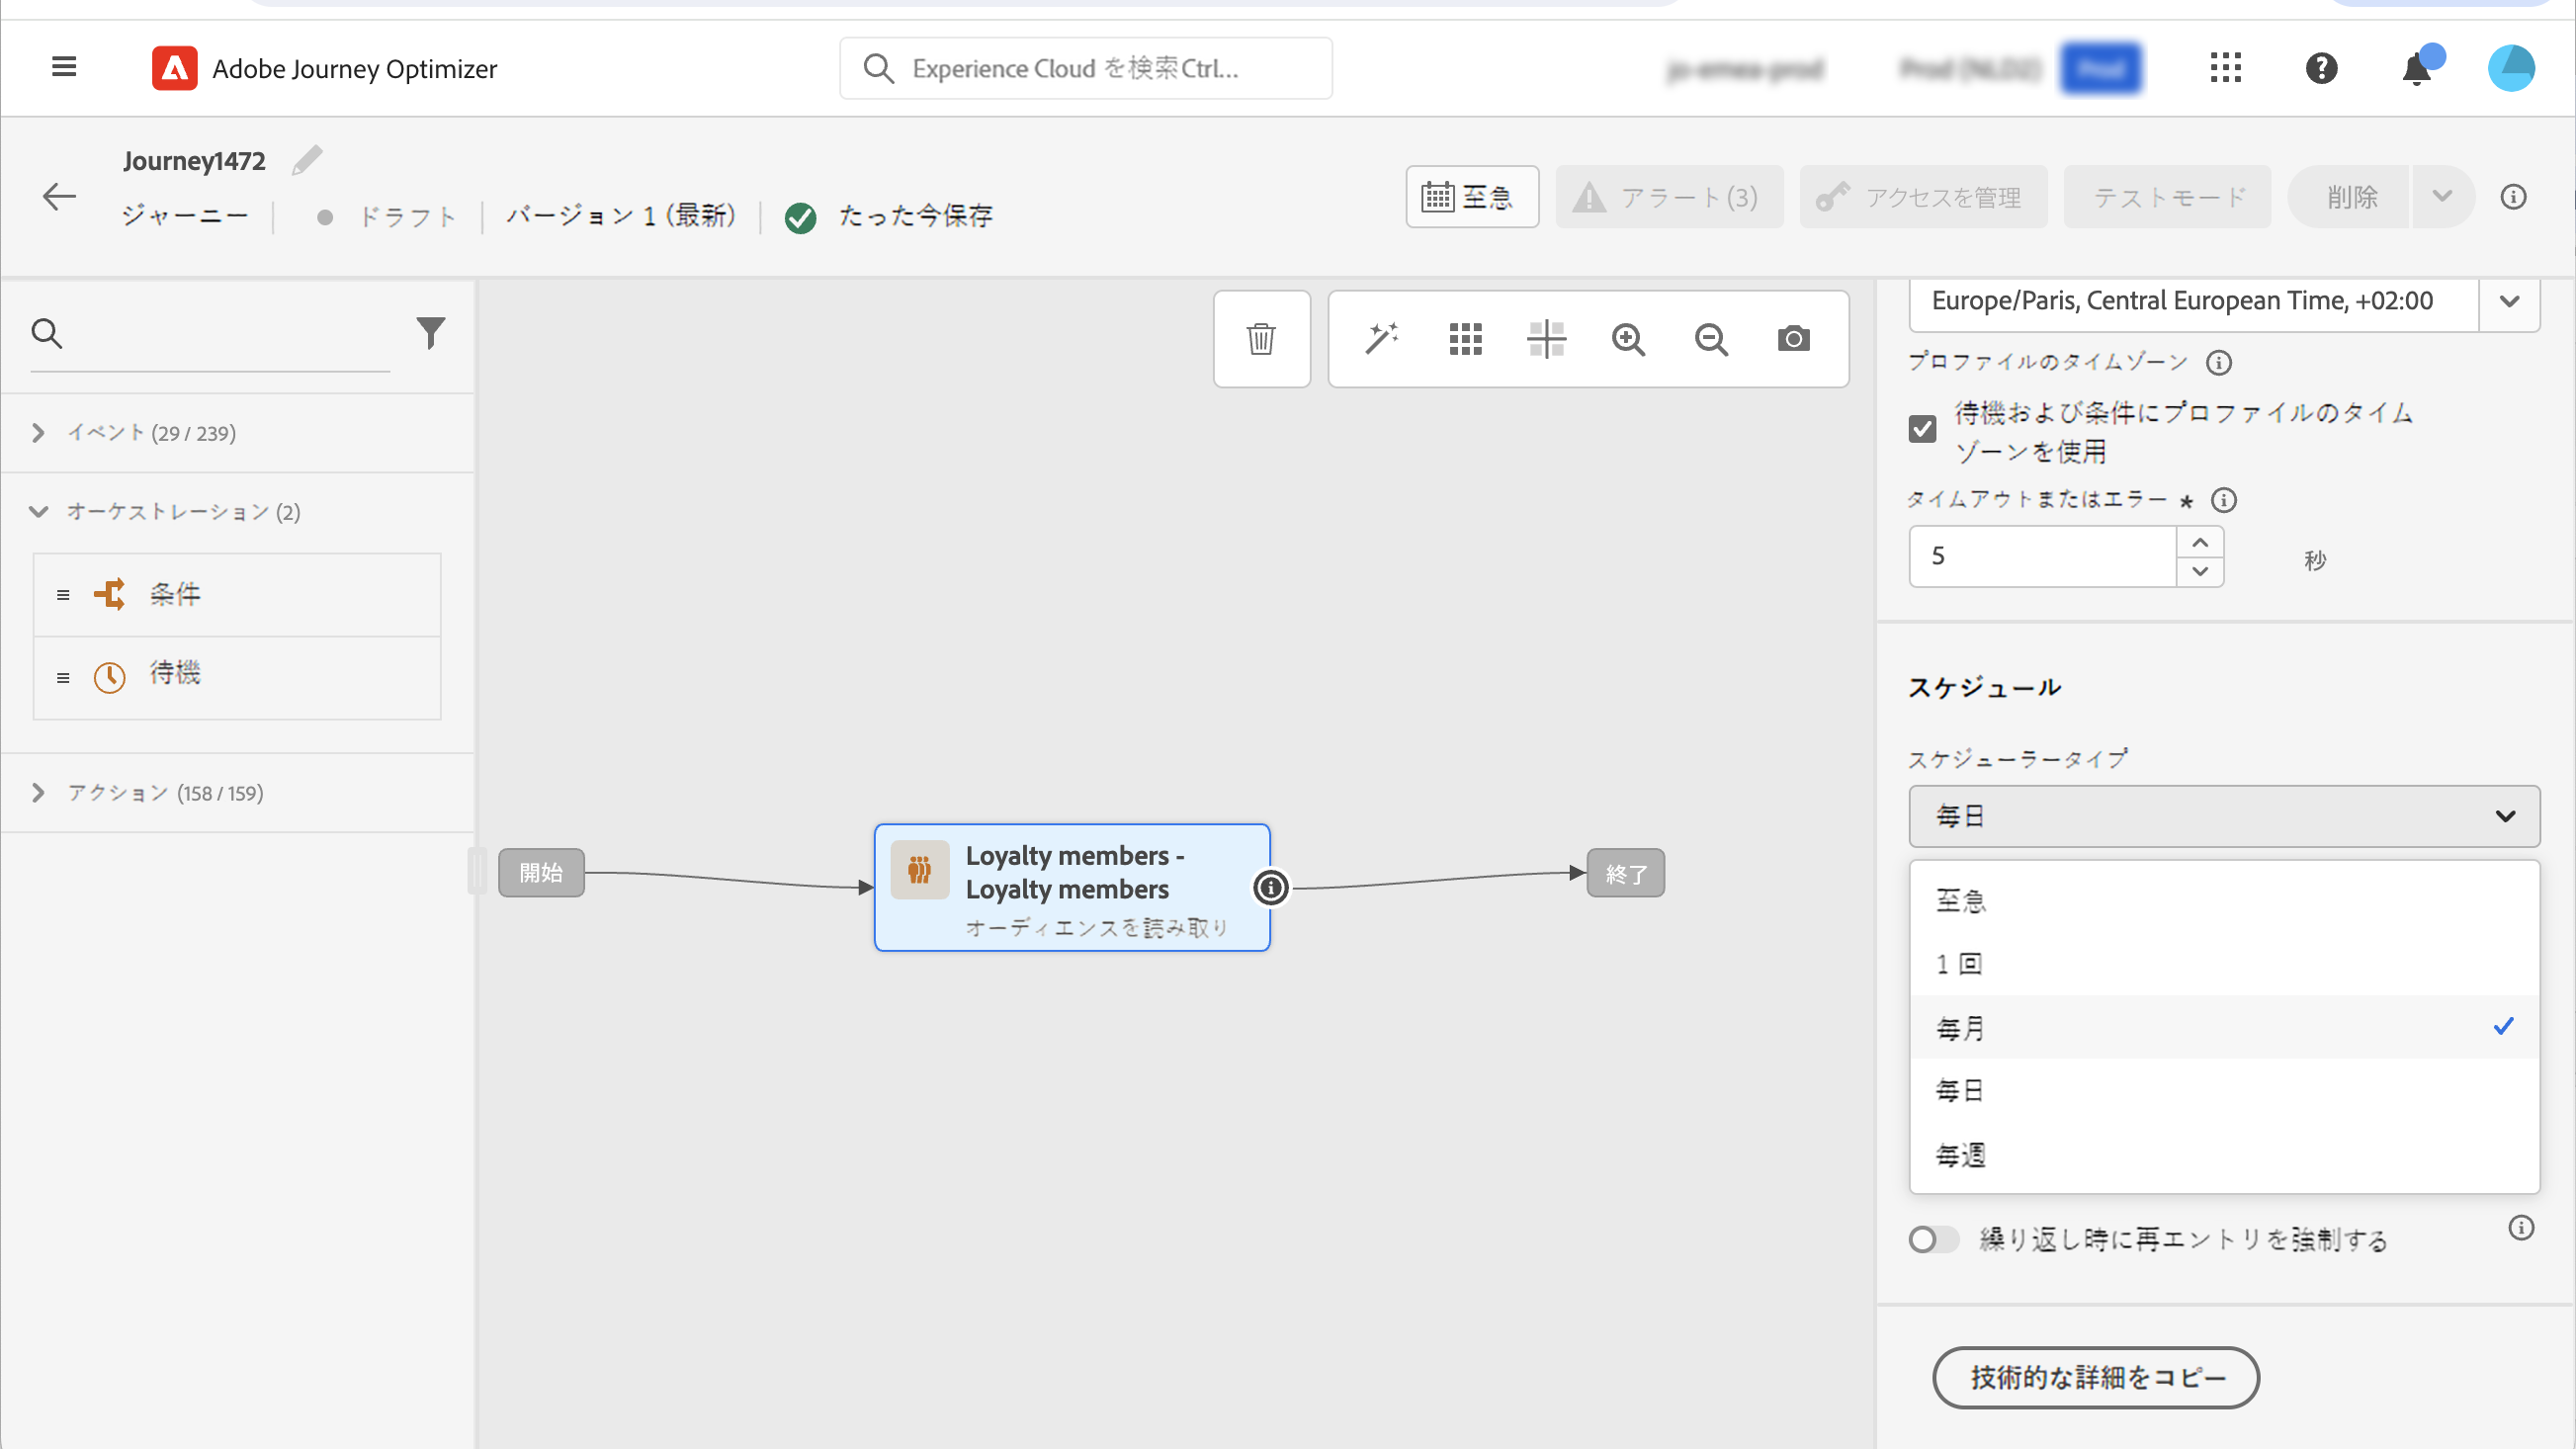 Adobe Journey Optimizer
Experience Cloud を検索Ctrl...
Journey1472
ジャーニー
ドラフト
バージョン 1 (最新)
たった今保存
至急
アラート (3)
アクセスを管理
テストモード
削除
イベント (29 / 239)
オーケストレーション (2)
条件
待機
アクション (158 / 159)
開始
Loyalty members -
Loyalty members
オーディエンスを読み取り
終了
Europe/Paris, Central European Time, +02:00
プロファイルのタイムゾーン
待機および条件にプロファイルのタイム
ゾーンを使用
タイムアウトまたはエラー *
5
秒
スケジュール
スケジューラータイプ
毎日
至急
1 回
毎月
毎日
毎週
繰り返し時に再エントリを強制する
技術的な詳細をコピー